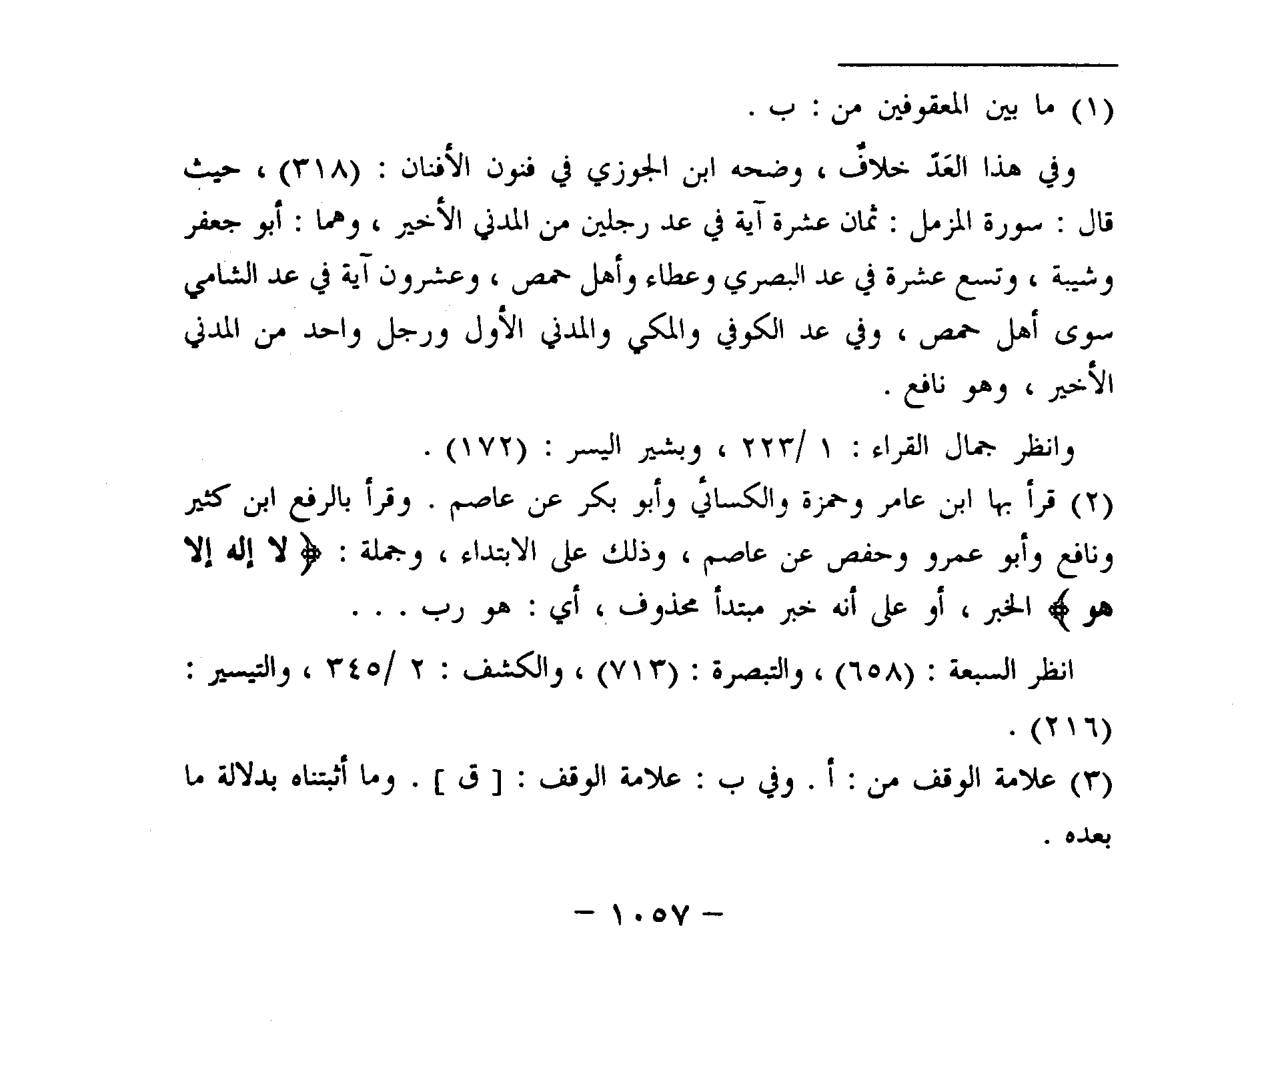 (١) ما بين المعقوفين من : ب .
وفي هذا العَدّ خلافٌ ، وضحه ابن الجوزي في فنون الأفنان : (٣١٨) ، حيث
قال : سورة المزمل : ثمان عشرة آية في عد رجلين من المدني الأخير ، وهما : أبو جعفر
وشيبة ، وتسع عشرة في عد البصري وعطاء وأهل حمص ، وعشرون آية في عد الشامي
سوى أهل حمص ، وفي عد الكوفي والمكي والمدني الأول ورجل واحد من المدني
الأخير ، وهو نافع .
وانظر جمال القراء : ١ /٢٢٣ ، وبشير اليسر : (١٧٢) .
(٢) قرأ بها ابن عامر وحمزة والكسائي وأبو بكر عن عاصم . وقرأ بالرفع ابن كثير
ونافع وأبو عمرو وحفص عن عاصم ، وذلك على الابتداء ، وجملة : ﴿ لا إله إلا
هو ﴾ الخبر ، أو على أنه خبر مبتدأ محذوف ، أي : هو رب . . .
انظر السبعة : (٦٥٨) ، والتبصرة : (٧١٣) ، والكشف : ٢ /٣٤٥ ، والتيسير :
(٢١٦) .
(٣) علامة الوقف من : أ . وفي ب : علامة الوقف : [ ق ] . وما أثبتناه بدلالة ما
بعده .
– ١٠٥٧ –